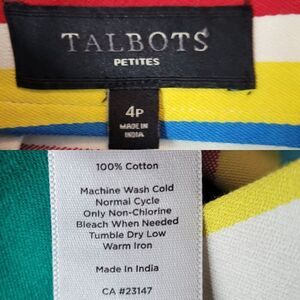 TALBOTS
PETITES
4P
MADE IN
INDIA
100% Cotton
Machine Wash Cold
Normal Cycle
Only Non-Chlorine
Bleach When Needed
Tumble Dry Low
Warm Iron
Made In India
CA #23147